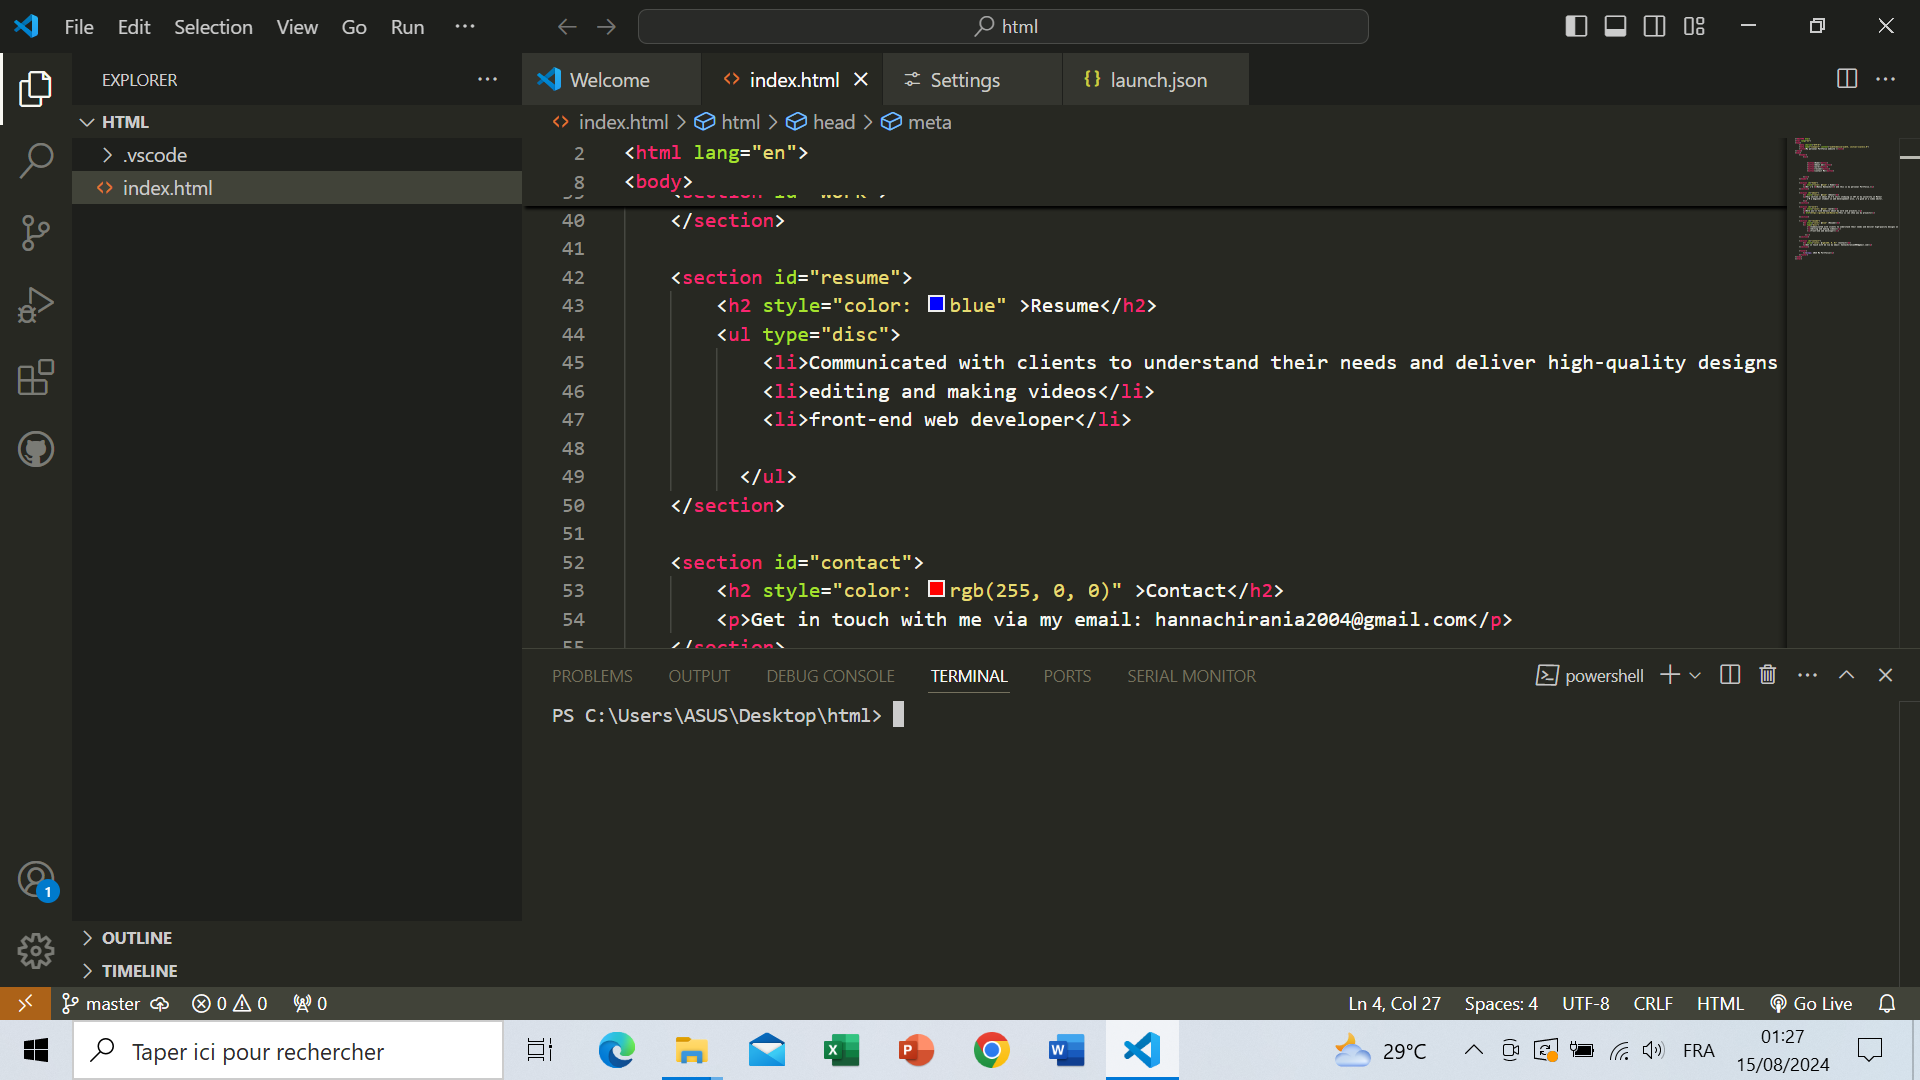 File Edit Selection View Go Run ··· html
EXPLORER ···
HTML
.vscode
index.html
OUTLINE
TIMELINE
Welcome index.html Settings launch.json
index.html > html > head > meta
2 <html lang="en">
8 <body>
40 </section>
41
42 <section id="resume">
43 <h2 style="color: blue" >Resume</h2>
44 <ul type="disc">
45 <li>Communicated with clients to understand their needs and deliver high-quality designs
46 <li>editing and making videos</li>
47 <li>front-end web developer</li>
48
49 </ul>
50 </section>
51
52 <section id="contact">
53 <h2 style="color: rgb(255, 0, 0)" >Contact</h2>
54 <p>Get in touch with me via my email: hannachirania2004@gmail.com</p>
55 </section>
PROBLEMS OUTPUT DEBUG CONSOLE TERMINAL PORTS SERIAL MONITOR powershell
PS C:\Users\ASUS\Desktop\html>
1
master 0 0 0 Ln 4, Col 27 Spaces: 4 UTF-8 CRLF HTML Go Live
Taper ici pour rechercher 29°C FRA 01:27
15/08/2024